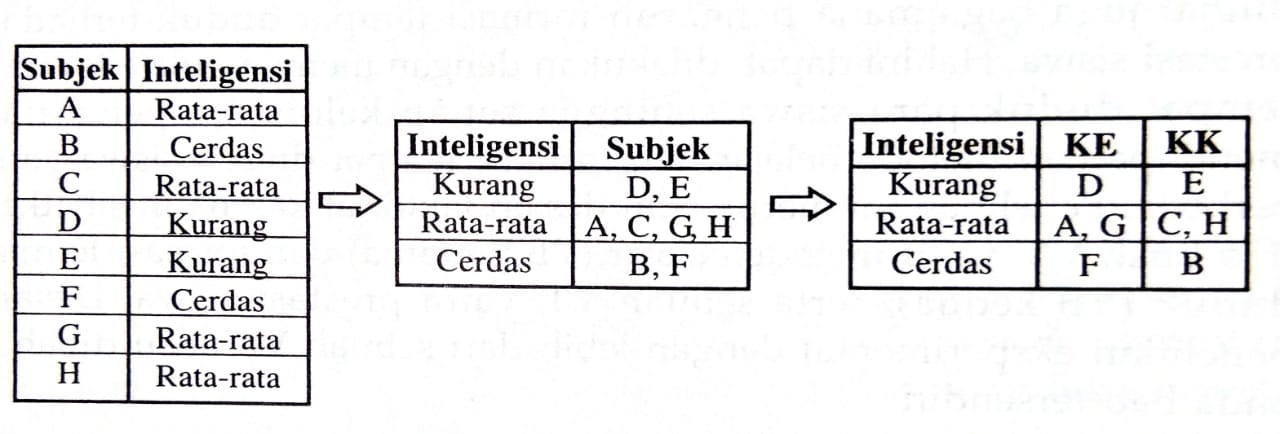 Subjek Inteligensi
A Rata-rata
B Cerdas
C Rata-rata
D Kurang
E Kurang
F Cerdas
G Rata-rata
H Rata-rata
Inteligensi Subjek
Kurang D, E
Rata-rata A, C, G, H
Cerdas B, F
Inteligensi KE KK
Kurang D E
Rata-rata A, G C, H
Cerdas F B